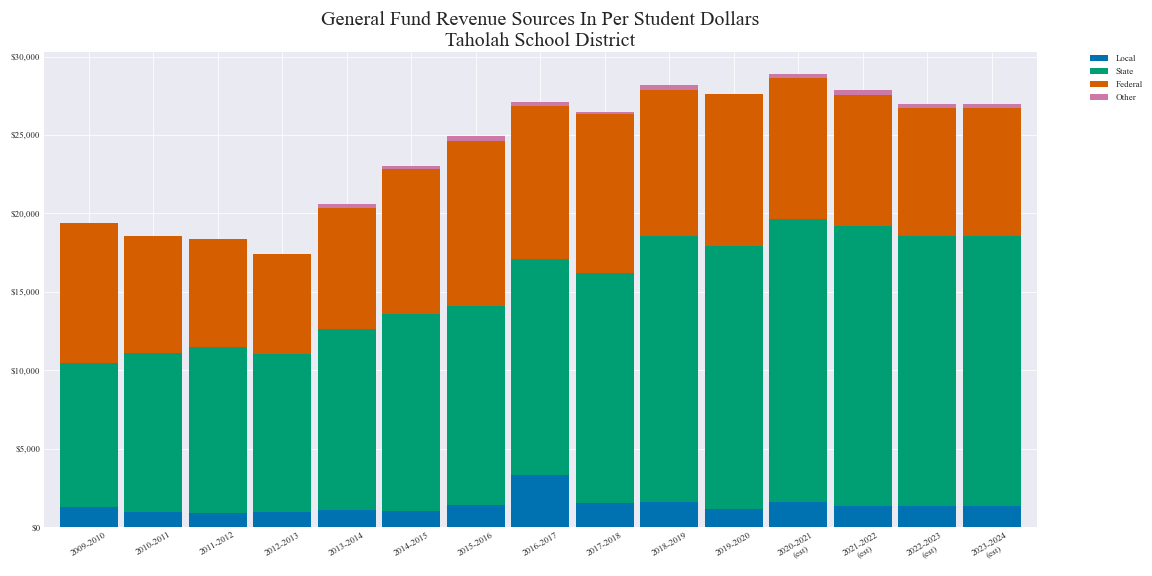 General Fund Revenue Sources In Per Student Dollars
Taholah School District
$30,000
$25,000
$20,000
$15,000
$10,000
$5,000
$0
Local
State
Federal
Other
2009-2010
2010-2011
2011-2012
2012-2013
2013-2014
2014-2015
2015-2016
2016-2017
2017-2018
2018-2019
2019-2020
2020-2021
(est)
2021-2022
(est)
2022-2023
(est)
2023-2024
(est)